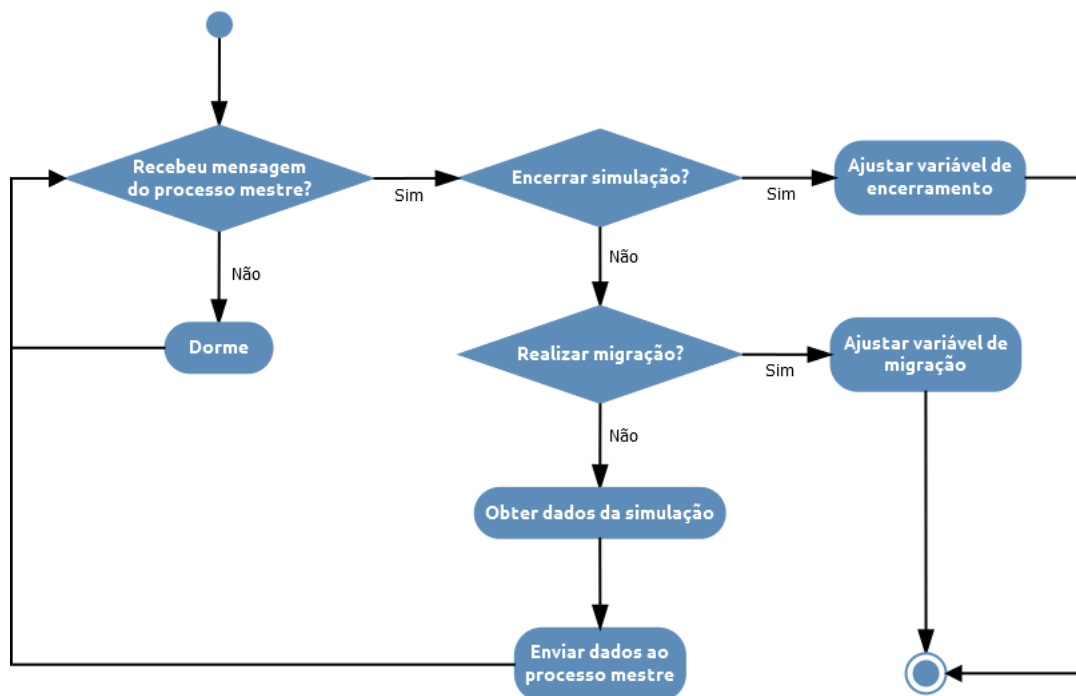 Recebeu mensagem
do processo mestre?
Sim
Encerrar simulação?
Sim
Ajustar variável de
encerramento
Não
Não
Dorme
Realizar migração?
Sim
Ajustar variável de
migração
Não
Obter dados da simulação
Enviar dados ao
processo mestre